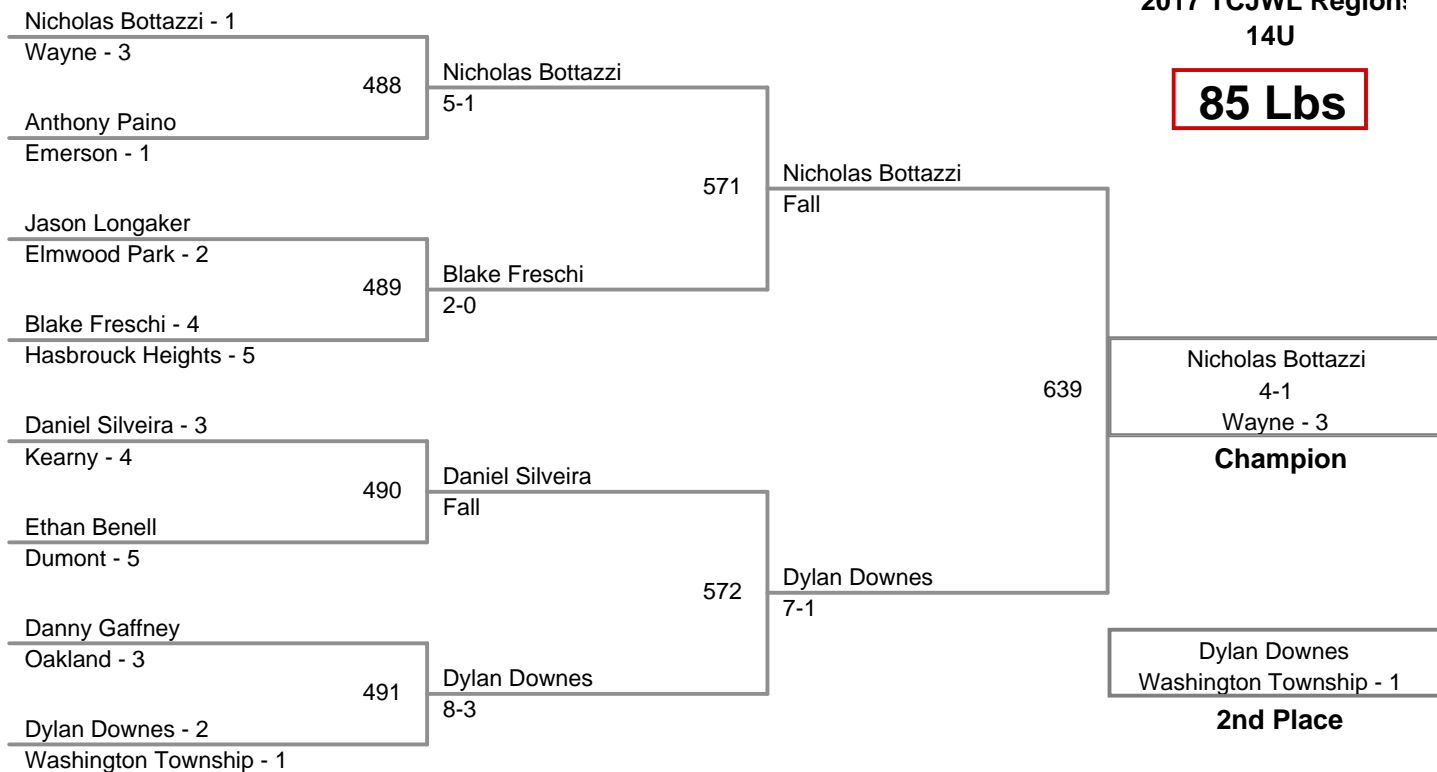 2017 TCJWL Regions
14U
85 Lbs
Nicholas Bottazzi - 1
Wayne - 3
488
Anthony Paino
Emerson - 1
Jason Longaker
Elmwood Park - 2
489
Blake Freschi - 4
Hasbrouck Heights - 5
Daniel Silveira - 3
Kearny - 4
490
Ethan Benell
Dumont - 5
Danny Gaffney
Oakland - 3
491
Dylan Downes - 2
Washington Township - 1
Nicholas Bottazzi
5-1
571
Blake Freschi
2-0
Daniel Silveira
Fall
572
Dylan Downes
8-3
Nicholas Bottazzi
Fall
639
Dylan Downes
7-1
Nicholas Bottazzi
4-1
Wayne - 3
Champion
Dylan Downes
Washington Township - 1
2nd Place